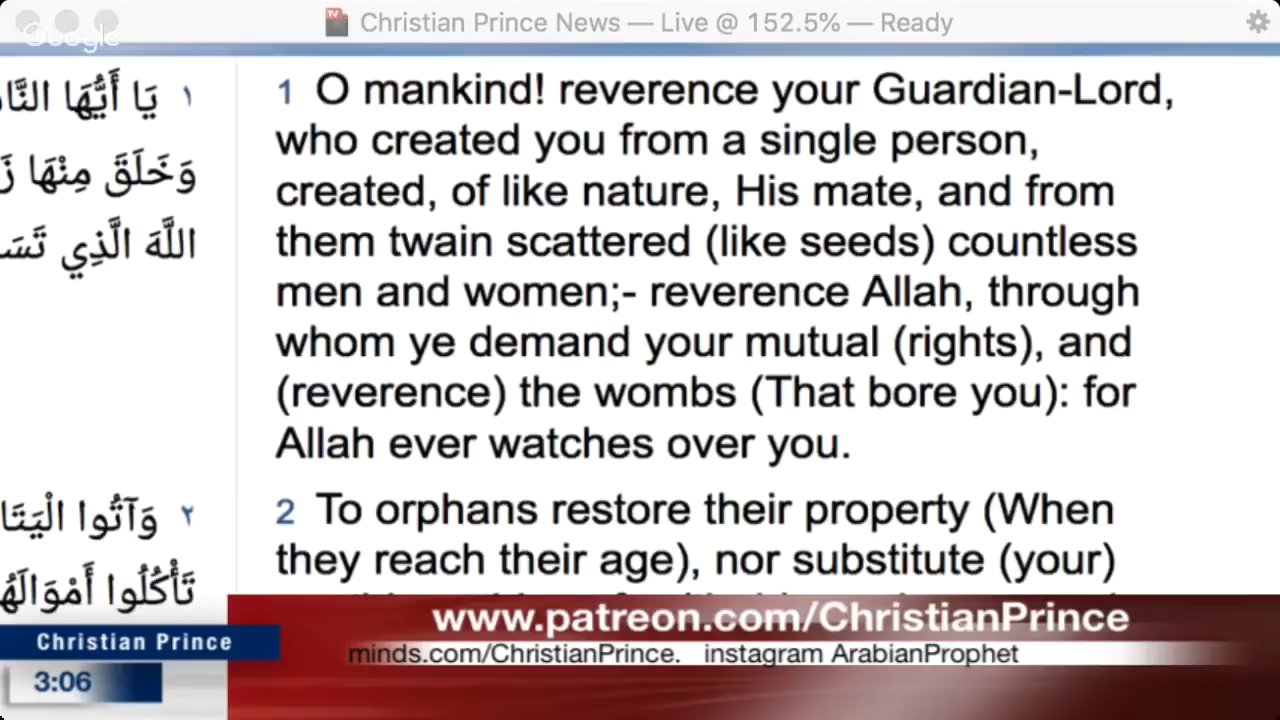 Christian Prince News — Live @ 152.5% — Ready
Google
١ يَا أَيُّهَا
وَخَلَقَ مِنْهَا
اللَّهَ الَّذِي
1 O mankind! reverence your Guardian-Lord,
who created you from a single person,
created, of like nature, His mate, and from
them twain scattered (like seeds) countless
men and women;- reverence Allah, through
whom ye demand your mutual (rights), and
(reverence) the wombs (That bore you): for
Allah ever watches over you.
٢ وَآتُوا
تَأْكُلُوا
2 To orphans restore their property (When
they reach their age), nor substitute (your)
www.patreon.com/ChristianPrince
Christian Prince
minds.com/ChristianPrince. instagram ArabianProphet
3:06